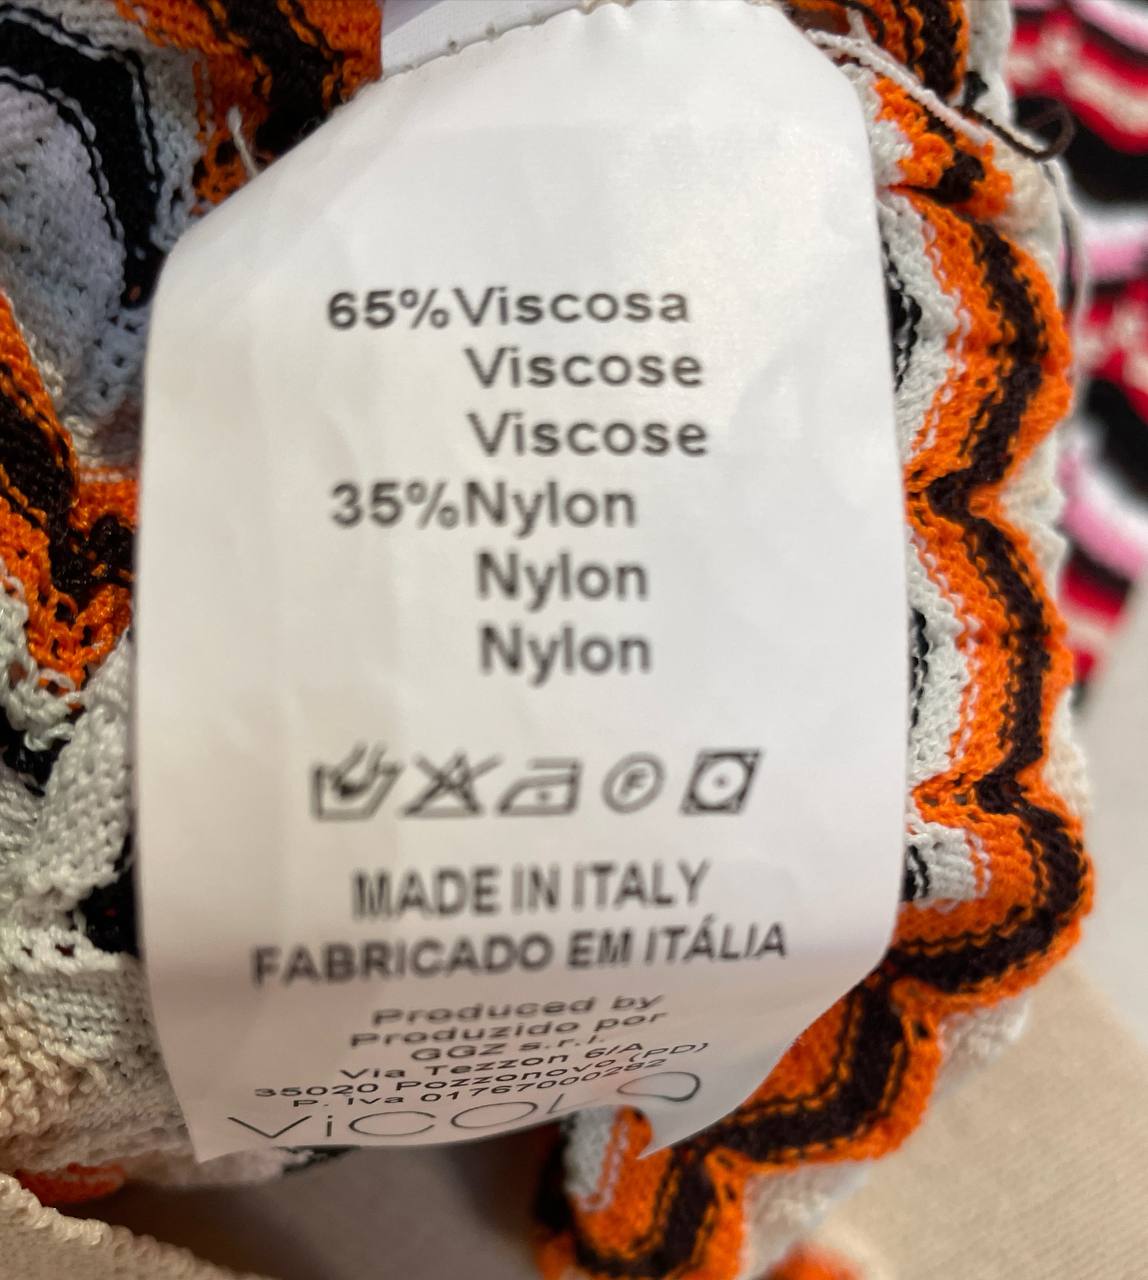 65%Viscosa
Viscose
Viscose
35%Nylon
Nylon
Nylon
F
MADE IN ITALY
FABRICADO EM ITÁLIA
Produced by
Produzido por
GGZ s.r.l.
Via Tezzon 6/A
35020 Pozzonovo (PD)
P. iva 01767000282
ViCOLO